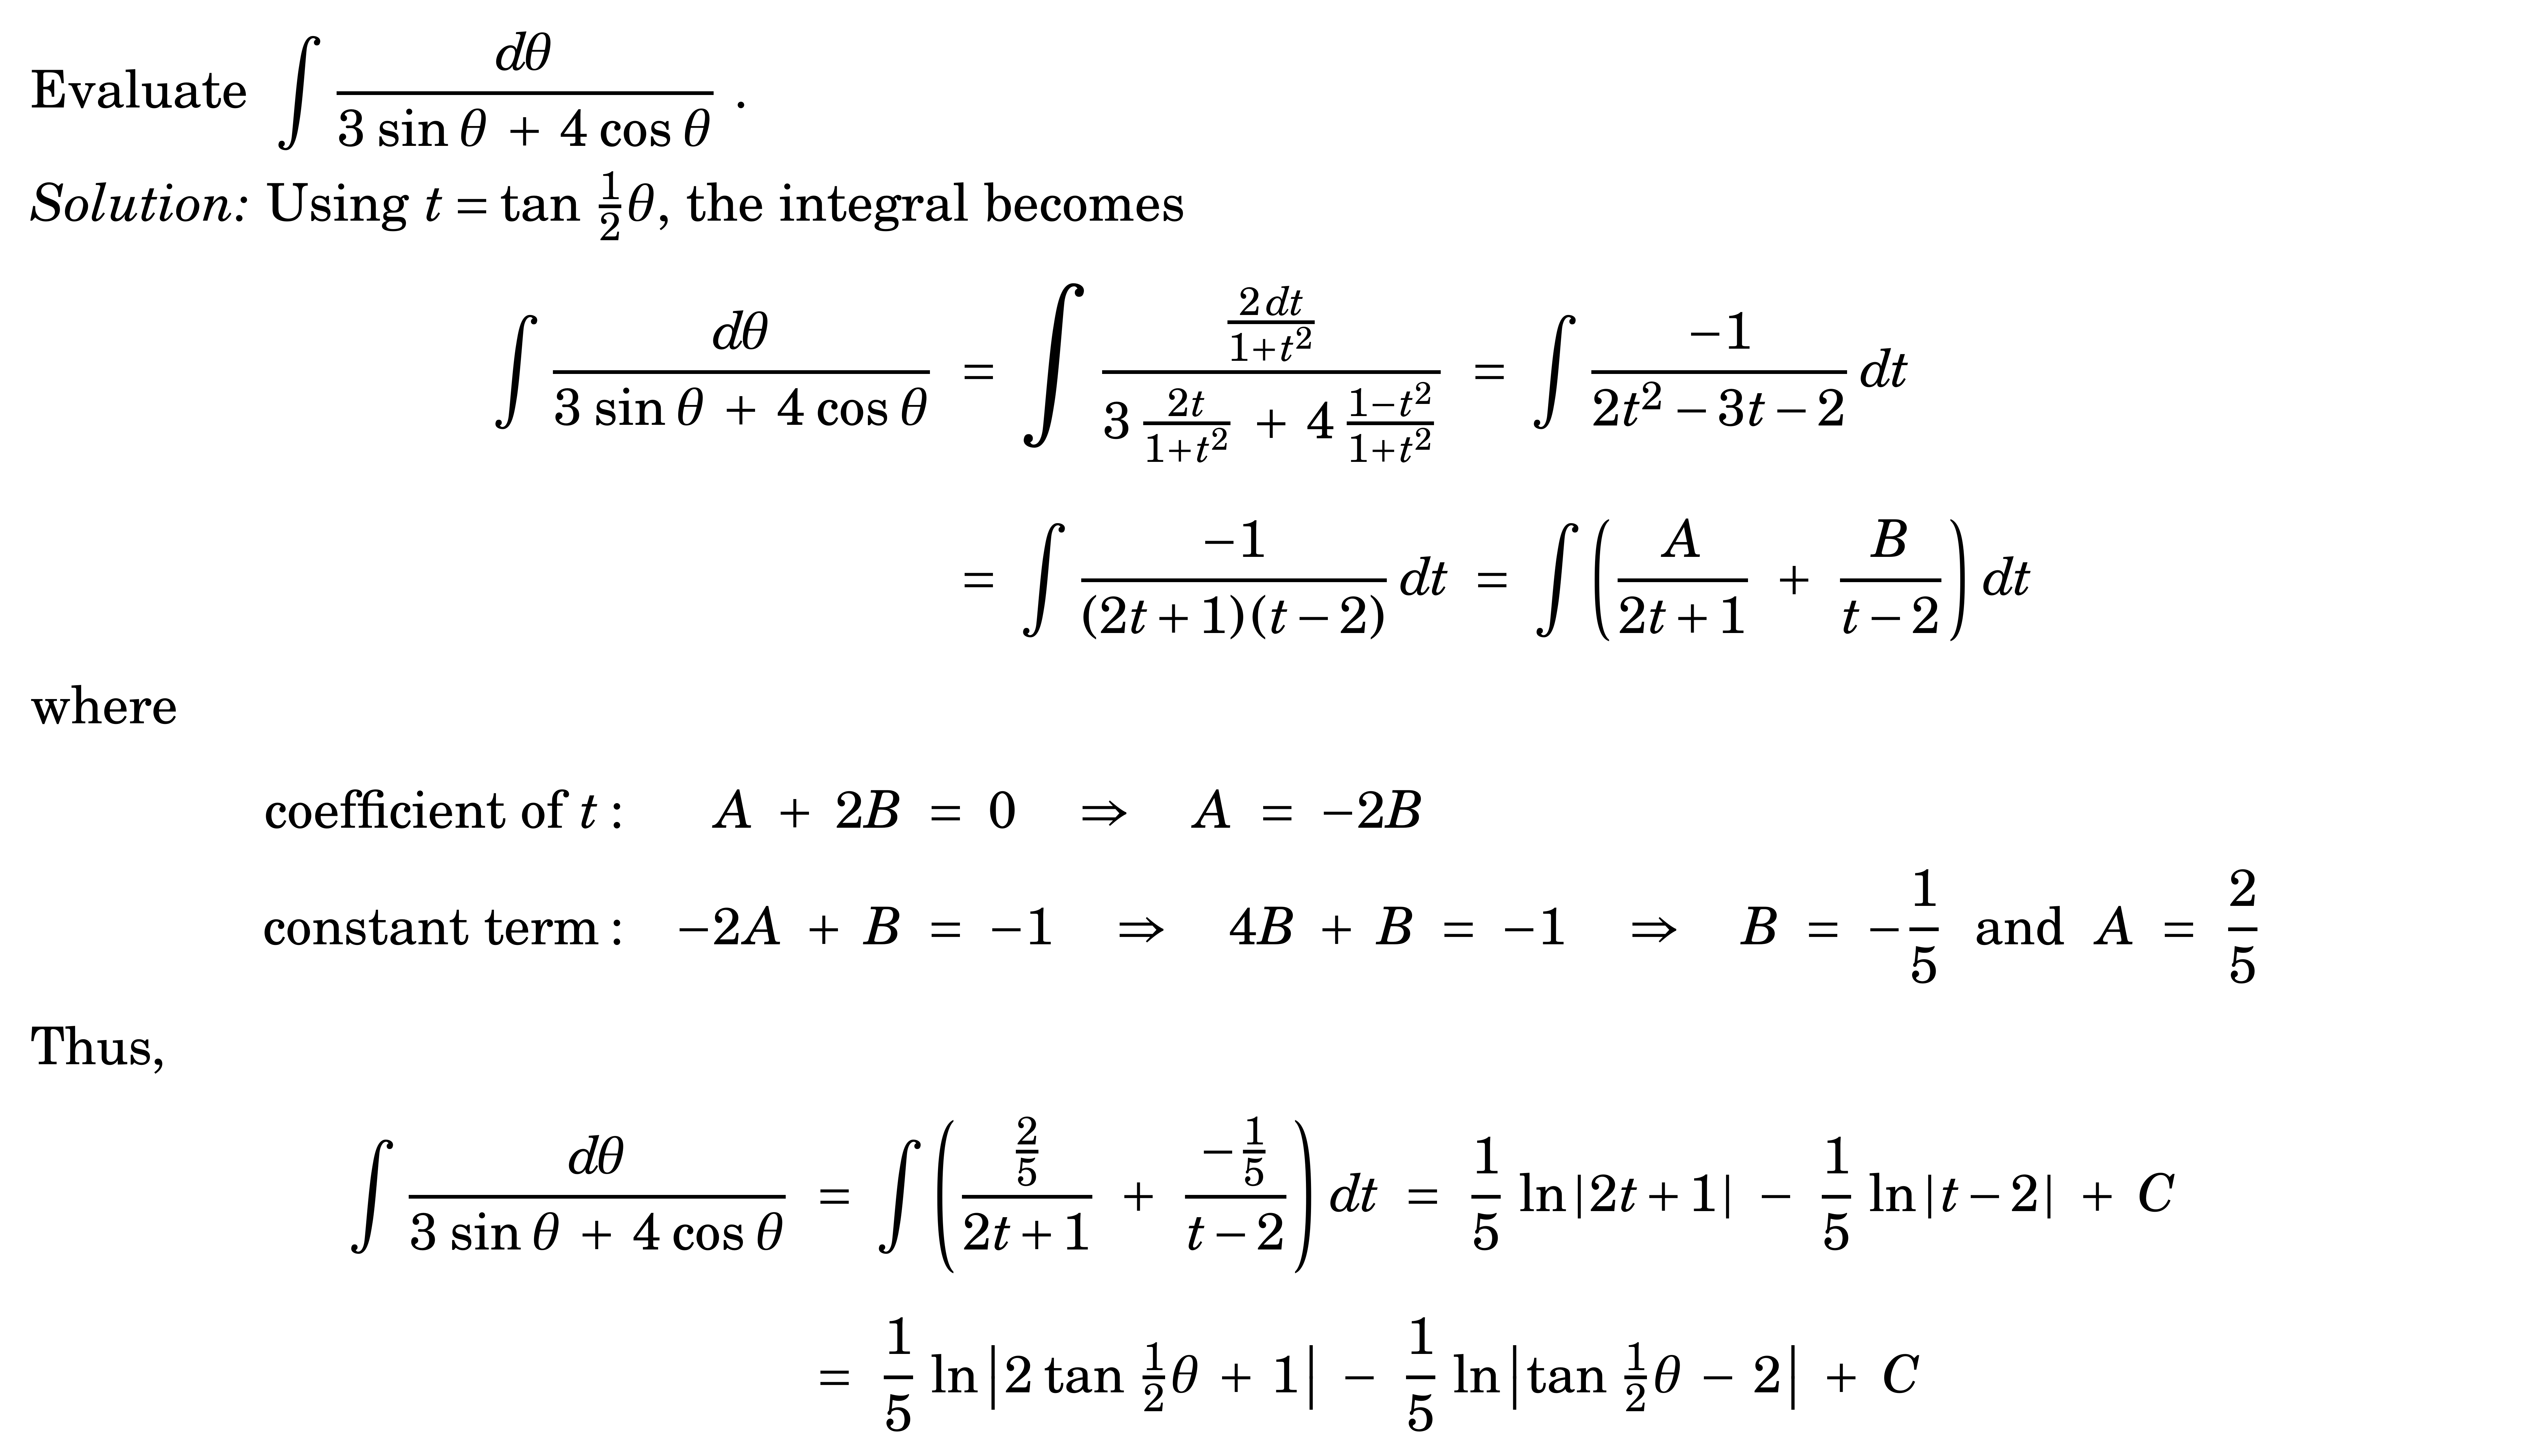 Evaluate ∫ dθ / (3 sin θ + 4 cos θ) .
Solution: Using t = tan ½θ, the integral becomes
∫ dθ / (3 sin θ + 4 cos θ) = ∫ (2 dt / (1+t²)) / (3 (2t / (1+t²)) + 4 ((1−t²) / (1+t²))) = ∫ −1 / (2t² − 3t − 2) dt
= ∫ −1 / ((2t + 1)(t − 2)) dt = ∫ (A / (2t + 1) + B / (t − 2)) dt
where
coefficient of t : A + 2B = 0 ⇒ A = −2B
constant term : −2A + B = −1 ⇒ 4B + B = −1 ⇒ B = −1/5 and A = 2/5
Thus,
∫ dθ / (3 sin θ + 4 cos θ) = ∫ ((2/5) / (2t + 1) + (−1/5) / (t − 2)) dt = 1/5 ln|2t + 1| − 1/5 ln|t − 2| + C
= 1/5 ln|2 tan ½θ + 1| − 1/5 ln|tan ½θ − 2| + C